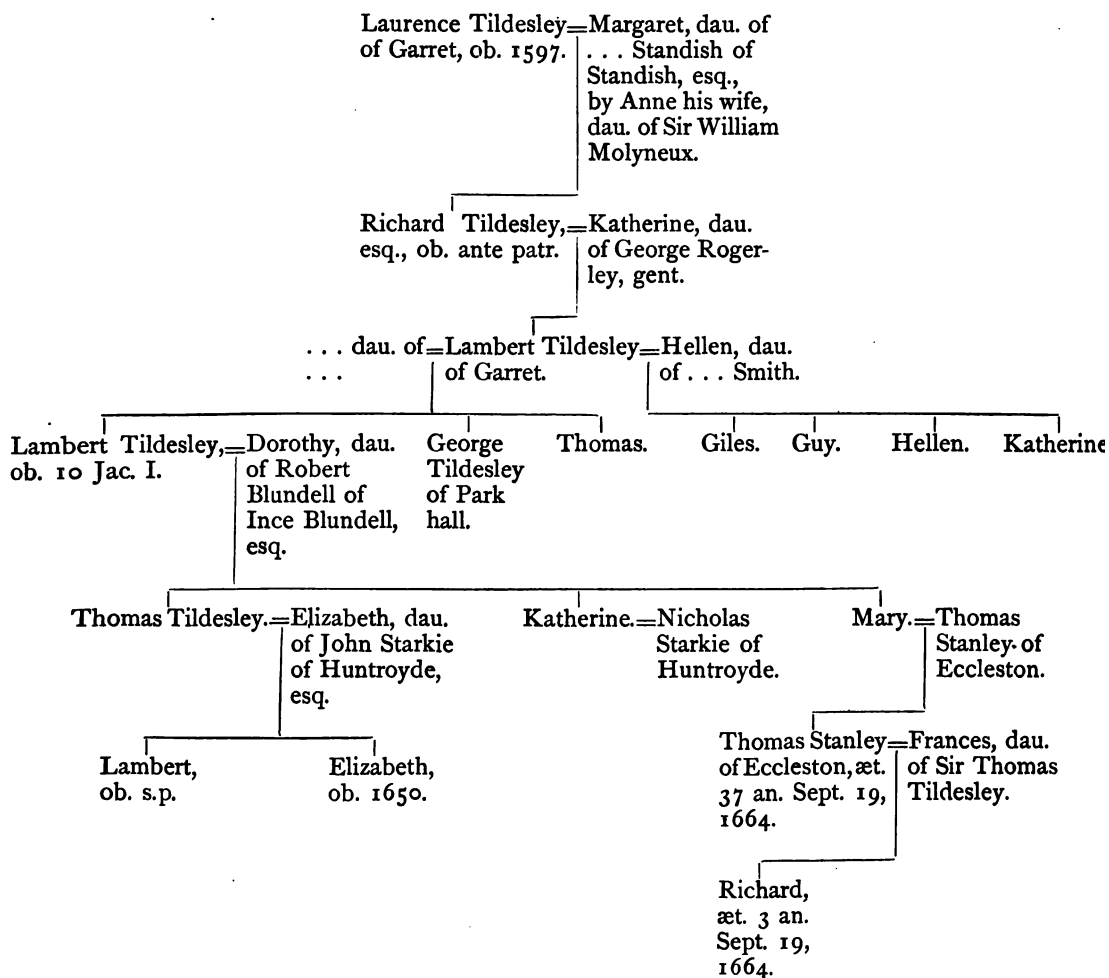 Laurence Tildesley=Margaret, dau. of
of Garret, ob. 1597. . . . Standish of
Standish, esq.,
by Anne his wife,
dau. of Sir William
Molyneux.
Richard Tildesley,=Katherine, dau.
esq., ob. ante patr. of George Roger-
ley, gent.
. . . dau. of=Lambert Tildesley=Hellen, dau.
. . . of Garret. of . . . Smith.
Lambert Tildesley,=Dorothy, dau. George Thomas. Giles. Guy. Hellen. Katherine
ob. 10 Jac. I. of Robert Tildesley
Blundell of of Park
Ince Blundell, hall.
esq.
Thomas Tildesley.=Elizabeth, dau. Katherine.=Nicholas Mary.=Thomas
of John Starkie Starkie of Stanley of
of Huntroyde, Huntroyde. Eccleston.
esq.
Thomas Stanley=Frances, dau.
Lambert, Elizabeth, of Eccleston, æt. of Sir Thomas
ob. s.p. ob. 1650. 37 an. Sept. 19, Tildesley.
1664.
Richard,
æt. 3 an.
Sept. 19,
1664.